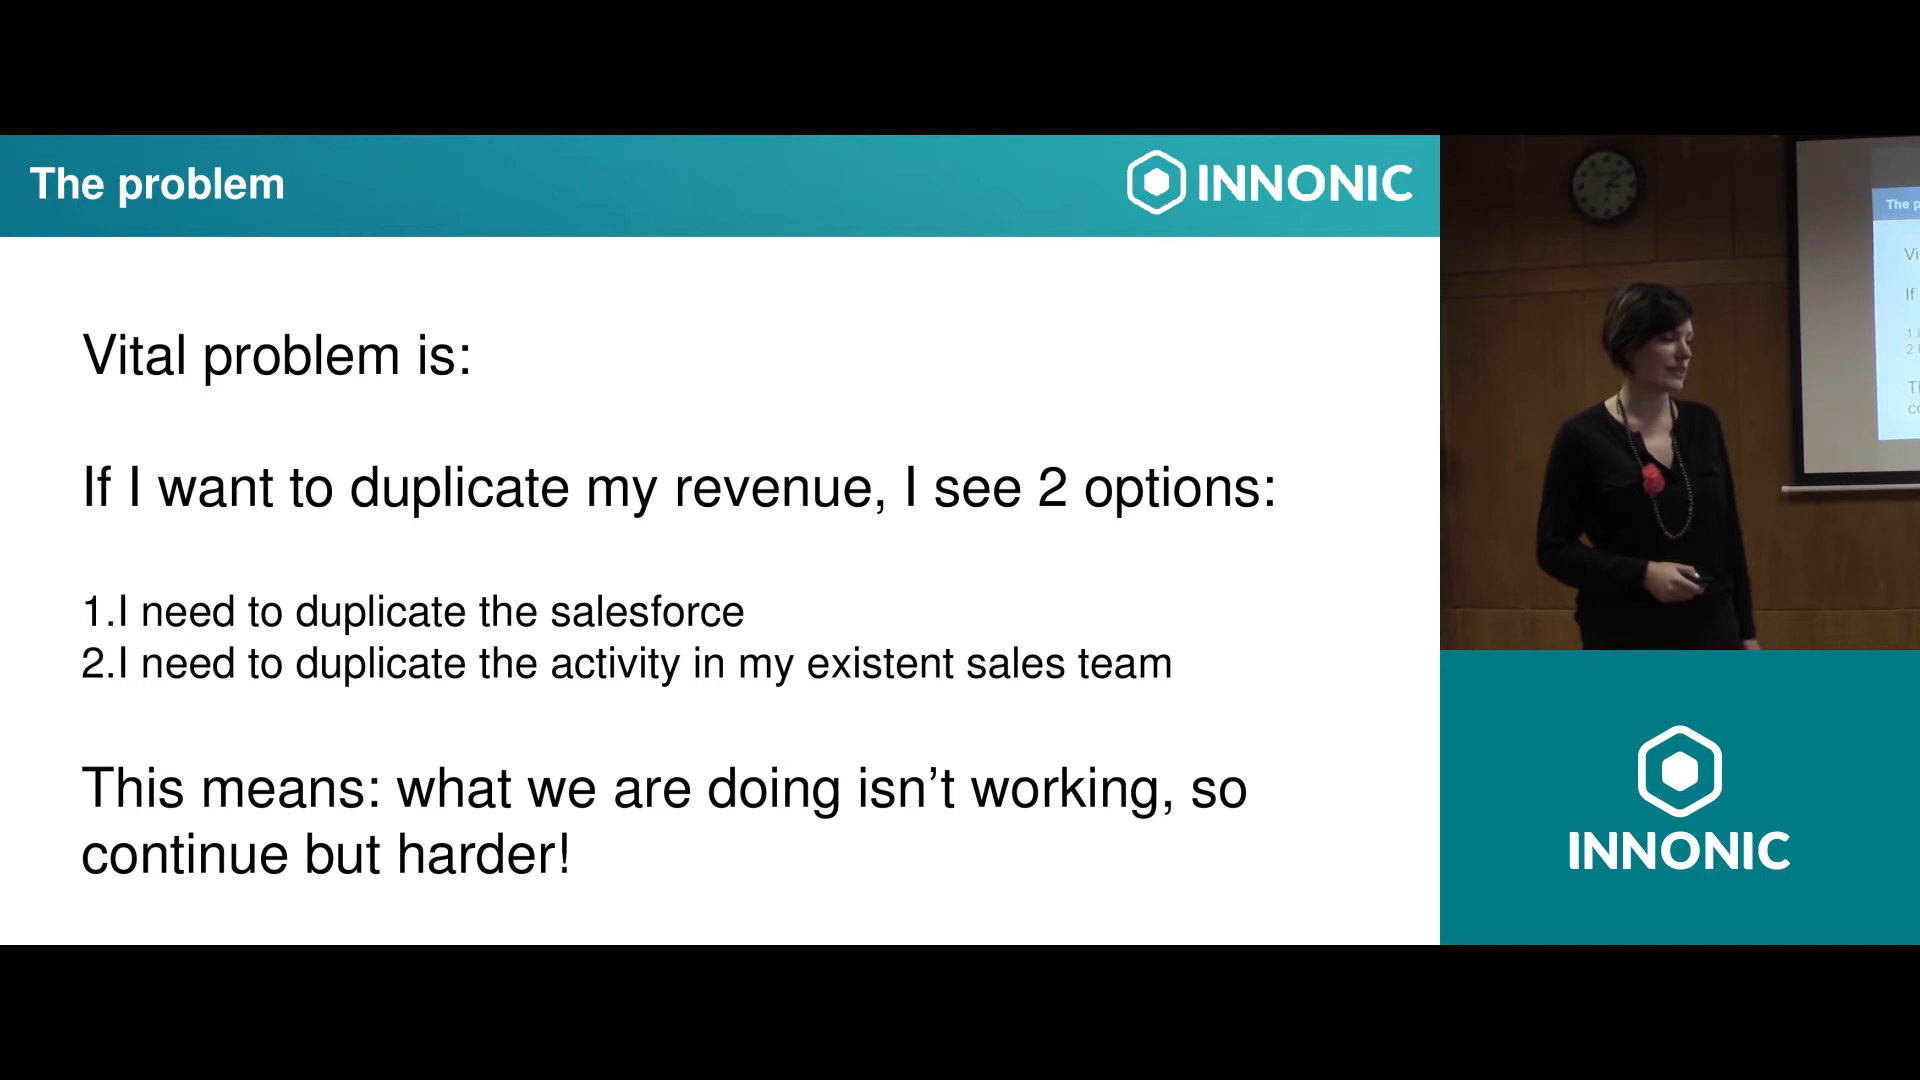 The problem
INNONIC
Vital problem is:
If I want to duplicate my revenue, I see 2 options:
1.I need to duplicate the salesforce
2.I need to duplicate the activity in my existent sales team
This means: what we are doing isn’t working, so
continue but harder!
The
If
INNONIC